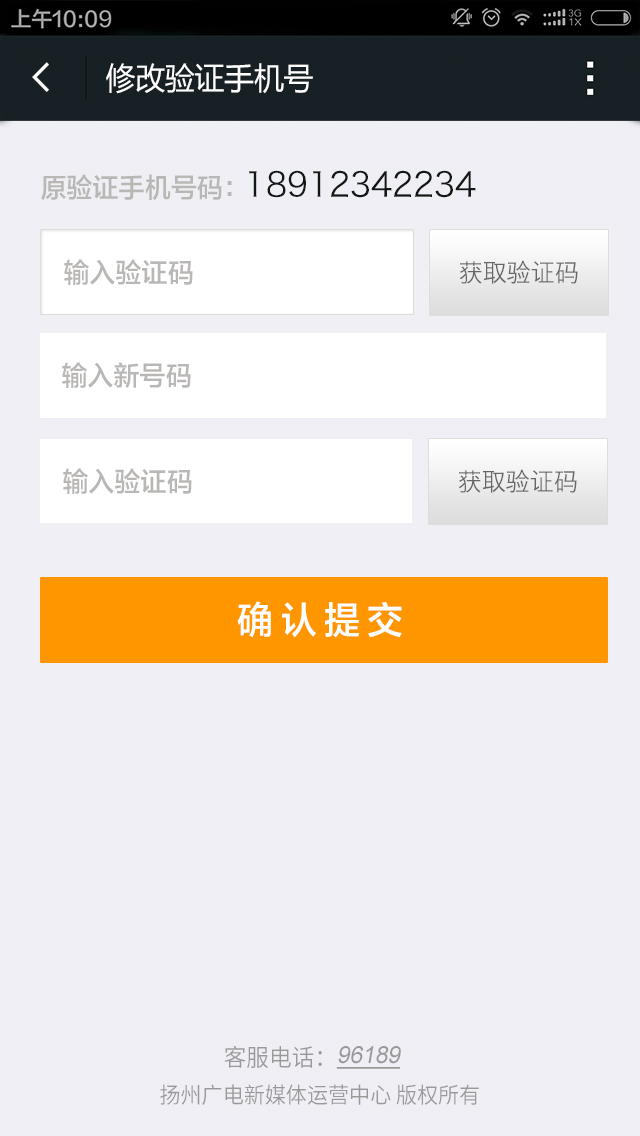 上午10:09
3G
1X
修改验证手机号
原验证手机号码：18912342234
输入验证码
获取验证码
输入新号码
输入验证码
获取验证码
确认提交
客服电话：96189
扬州广电新媒体运营中心 版权所有